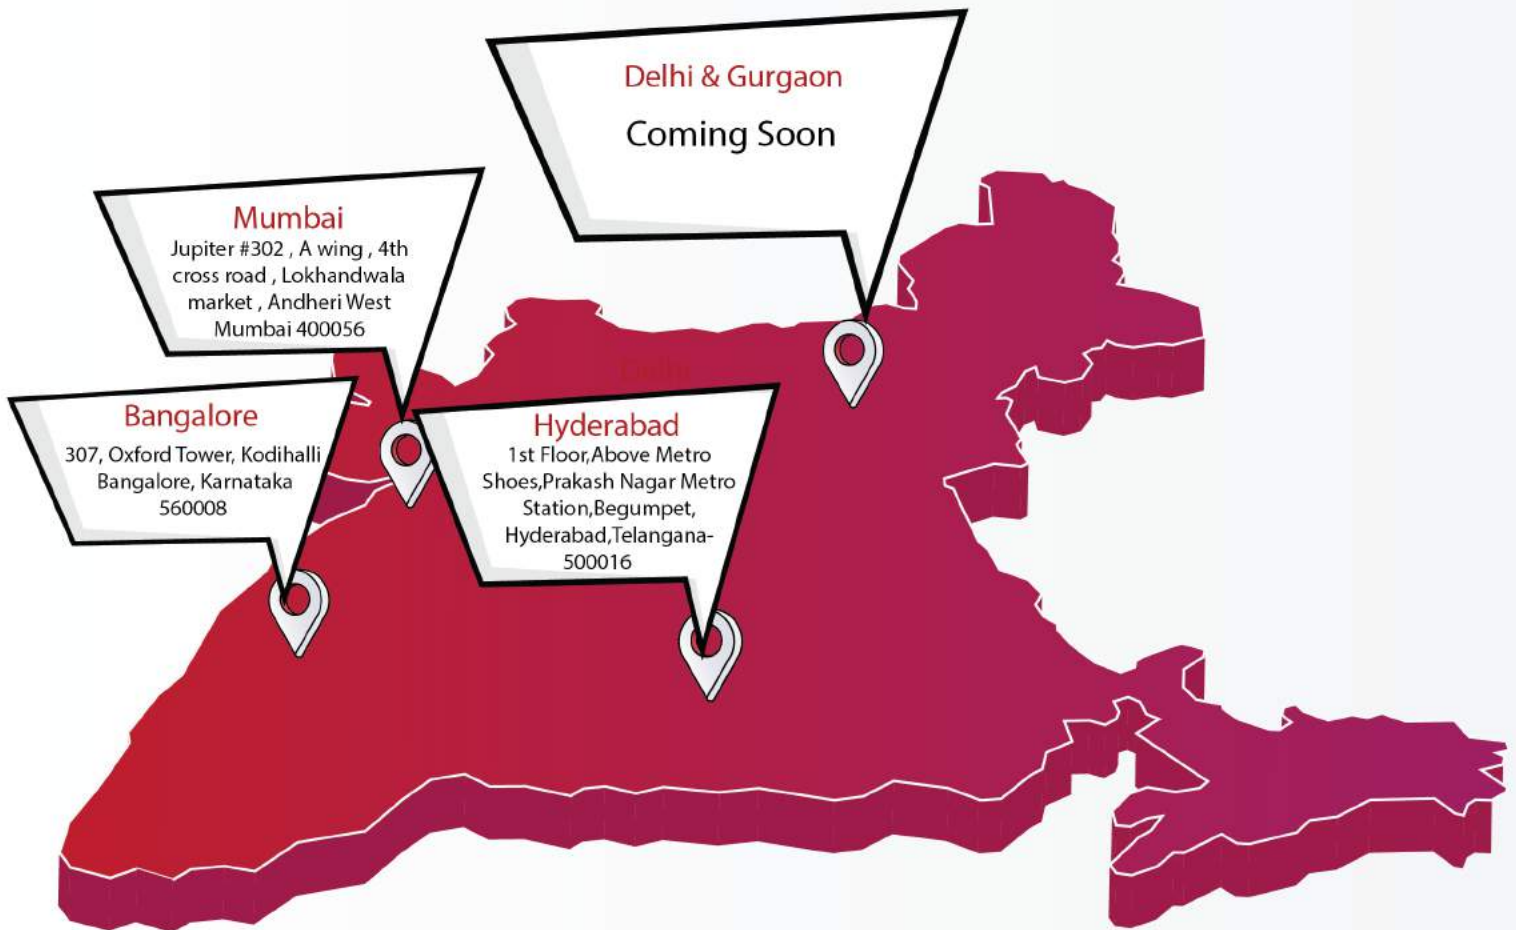 Delhi & Gurgaon
Coming Soon
Mumbai
Jupiter #302 , A wing , 4th
cross road , Lokhandwala
market , Andheri West
Mumbai 400056
Delhi
Bangalore
307, Oxford Tower, Kodihalli
Bangalore, Karnataka
560008
Hyderabad
1st Floor,Above Metro
Shoes,Prakash Nagar Metro
Station,Begumpet,
Hyderabad,Telangana-
500016